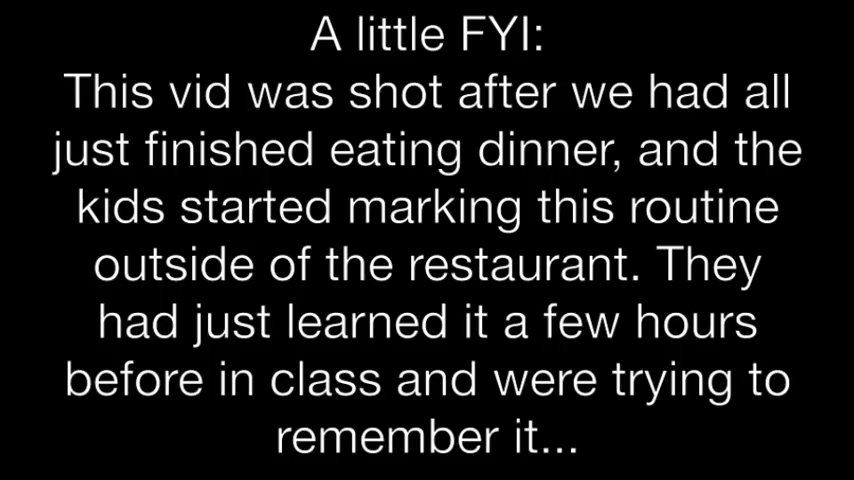 A little FYI:
This vid was shot after we had all
just finished eating dinner, and the
kids started marking this routine
outside of the restaurant. They
had just learned it a few hours
before in class and were trying to
remember it...